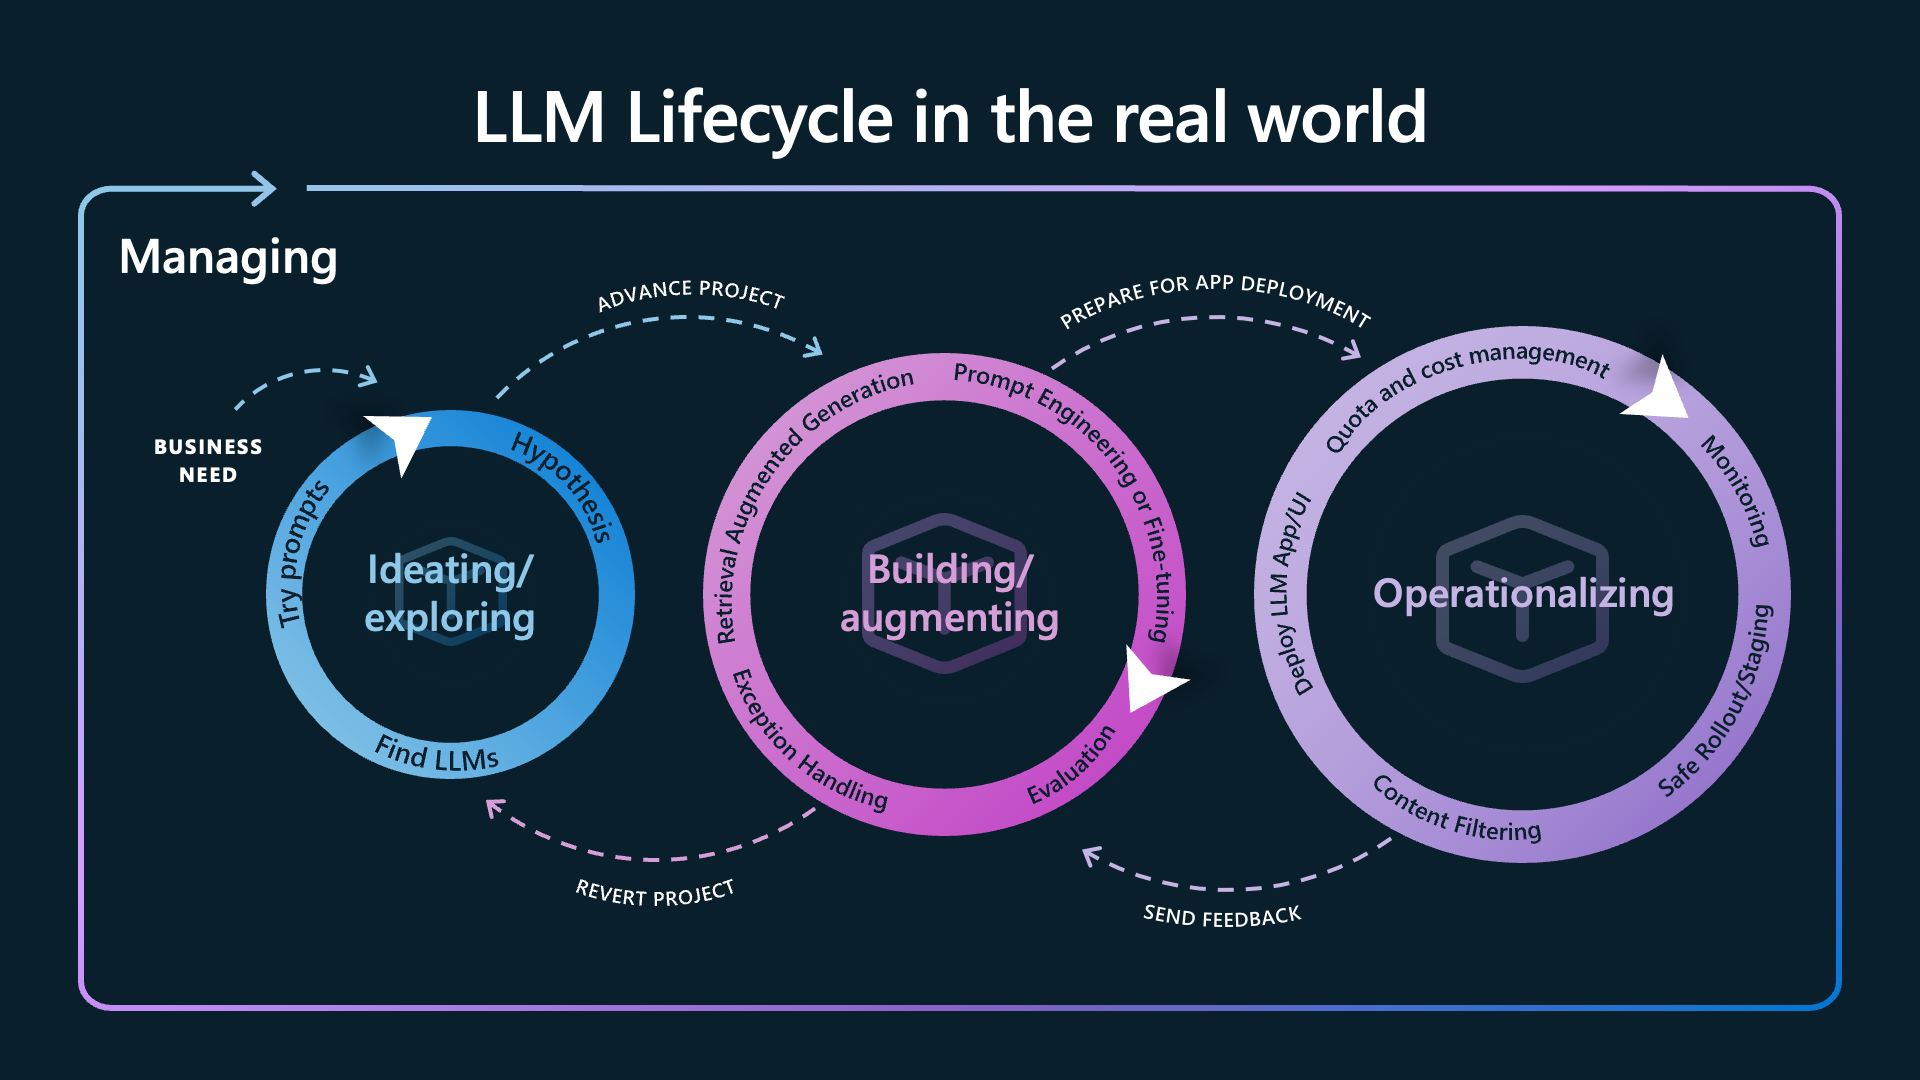 LLM Lifecycle in the real world
Managing
BUSINESS
NEED
ADVANCE PROJECT
PREPARE FOR APP DEPLOYMENT
Hypothesis
Try prompts
Find LLMs
Ideating/
exploring
Retrieval Augmented Generation
Prompt Engineering or Fine-tuning
Evaluation
Exception Handling
Building/
augmenting
Quota and cost management
Monitoring
Safe Rollout/Staging
Content Filtering
Deploy LLM App/UI
Operationalizing
REVERT PROJECT
SEND FEEDBACK